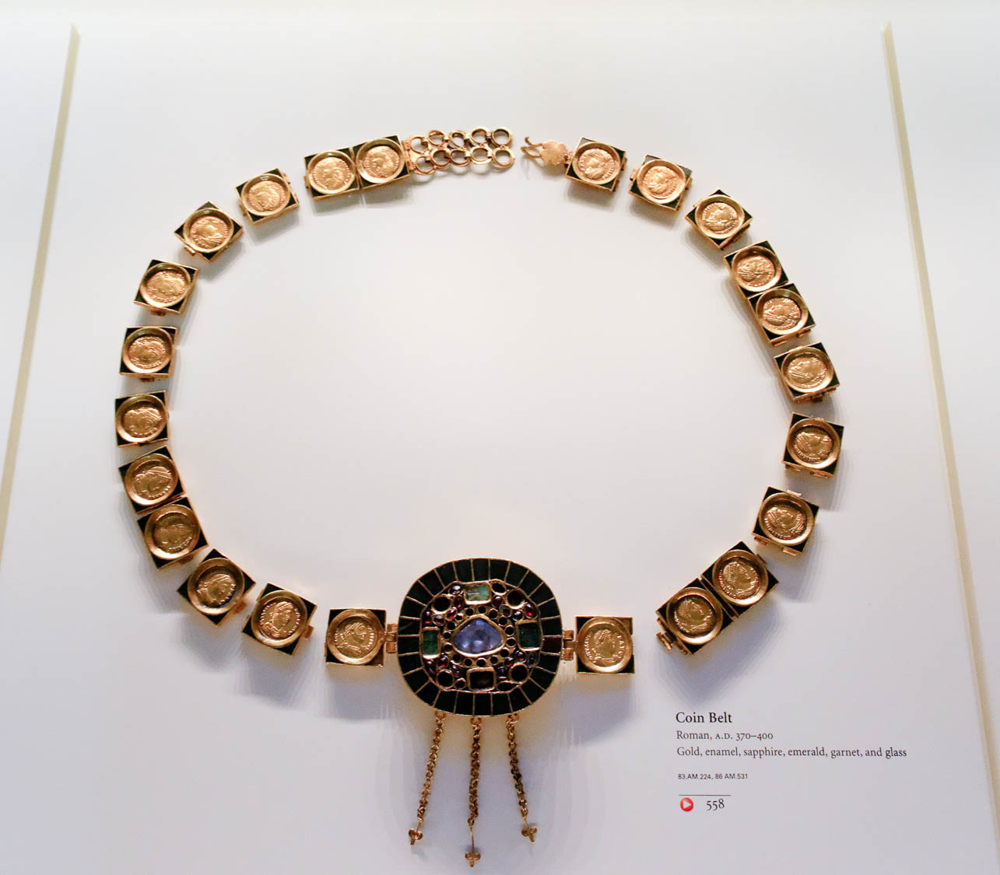 Coin Belt
Roman, A.D. 370–400
Gold, enamel, sapphire, emerald, garnet, and glass
83.AM.224, 86 AM.531
558